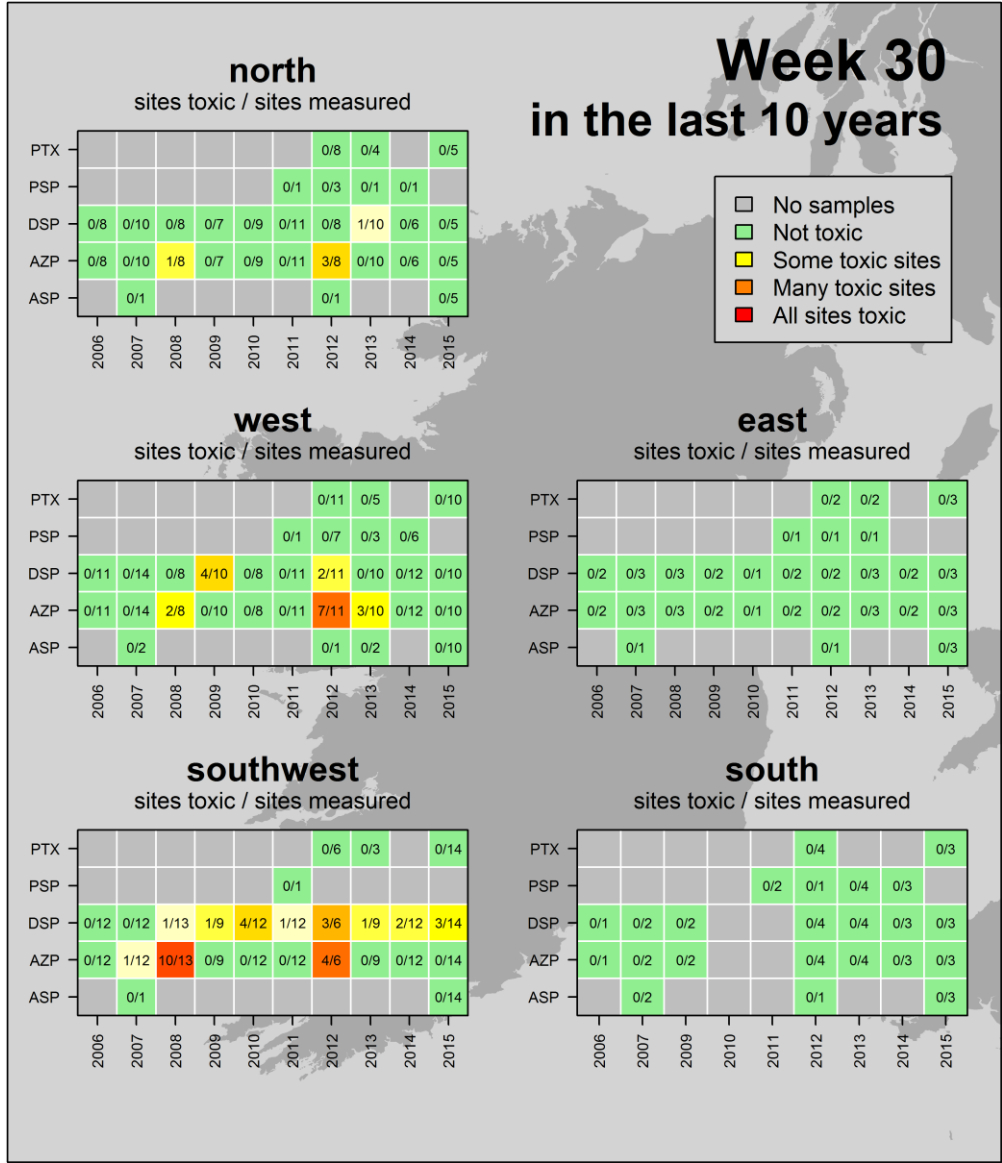 Week 30
in the last 10 years
No samples
Not toxic
Some toxic sites
Many toxic sites
All sites toxic
north
sites toxic / sites measured
PTX 0/8 0/4 0/5
PSP 0/1 0/3 0/1 0/1
DSP 0/8 0/10 0/8 0/7 0/9 0/11 0/8 1/10 0/6 0/5
AZP 0/8 0/10 1/8 0/7 0/9 0/11 3/8 0/10 0/6 0/5
ASP 0/1 0/1 0/5
2006 2007 2008 2009 2010 2011 2012 2013 2014 2015
west
sites toxic / sites measured
PTX 0/11 0/5 0/10
PSP 0/1 0/7 0/3 0/6
DSP 0/11 0/14 0/8 4/10 0/8 0/11 2/11 0/10 0/12 0/10
AZP 0/11 0/14 2/8 0/10 0/8 0/11 7/11 3/10 0/12 0/10
ASP 0/2 0/1 0/2 0/10
2006 2007 2008 2009 2010 2011 2012 2013 2014 2015
east
sites toxic / sites measured
PTX 0/2 0/2 0/3
PSP 0/1 0/1 0/1
DSP 0/2 0/3 0/3 0/2 0/1 0/2 0/2 0/3 0/2 0/3
AZP 0/2 0/3 0/3 0/2 0/1 0/2 0/2 0/3 0/2 0/3
ASP 0/1 0/1 0/3
2006 2007 2008 2009 2010 2011 2012 2013 2014 2015
southwest
sites toxic / sites measured
PTX 0/6 0/3 0/14
PSP 0/1
DSP 0/12 0/12 1/13 1/9 4/12 1/12 3/6 1/9 2/12 3/14
AZP 0/12 1/12 10/13 0/9 0/12 0/12 4/6 0/9 0/12 0/14
ASP 0/1 0/14
2006 2007 2008 2009 2010 2011 2012 2013 2014 2015
south
sites toxic / sites measured
PTX 0/4 0/3
PSP 0/2 0/1 0/4 0/3
DSP 0/1 0/2 0/2 0/4 0/4 0/3 0/3
AZP 0/1 0/2 0/2 0/4 0/4 0/3 0/3
ASP 0/2 0/1 0/3
2006 2007 2009 2010 2011 2012 2013 2014 2015